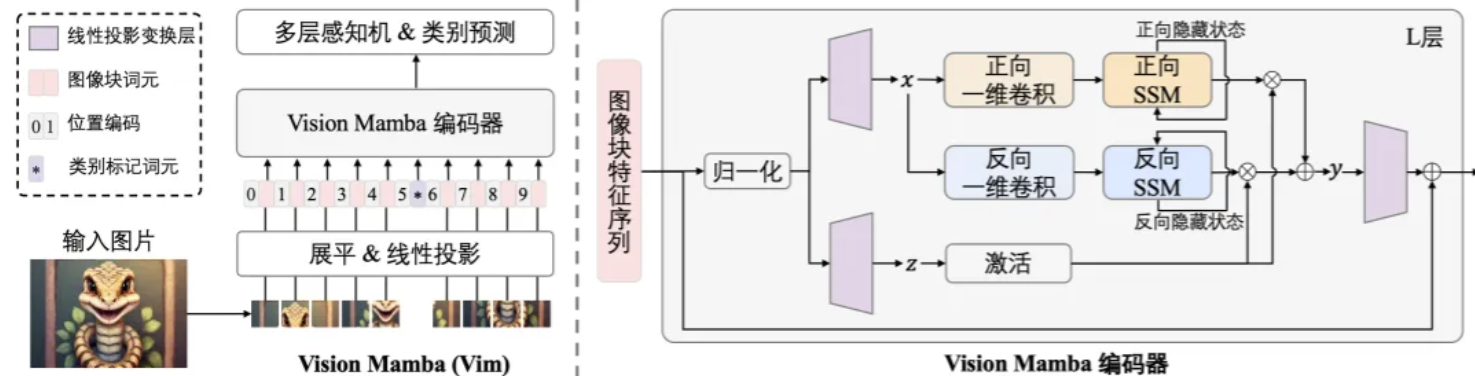 线性投影变换层
图像块词元
0 1 位置编码
* 类别标记词元
输入图片
多层感知机 & 类别预测
Vision Mamba 编码器
0 1 2 3 4 5 * 6 7 8 9
展平 & 线性投影
Vision Mamba (Vim)
图像块特征序列
归一化
x
z
正向
一维卷积
正向
SSM
正向隐藏状态
反向
一维卷积
反向
SSM
反向隐藏状态
激活
y
L层
Vision Mamba 编码器